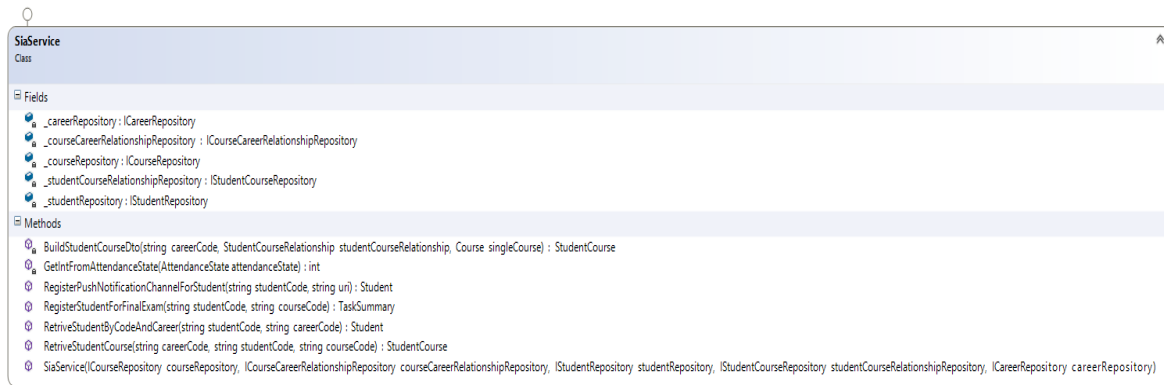 SiaService
Class
Fields
_careerRepository : ICareerRepository
_courseCareerRelationshipRepository : ICourseCareerRelationshipRepository
_courseRepository : ICourseRepository
_studentCourseRelationshipRepository : IStudentCourseRepository
_studentRepository : IStudentRepository
Methods
BuildStudentCourseDto(string careerCode, StudentCourseRelationship studentCourseRelationship, Course singleCourse) : StudentCourse
GetIntFromAttendanceState(AttendanceState attendanceState) : int
RegisterPushNotificationChannelForStudent(string studentCode, string uri) : Student
RegisterStudentForFinalExam(string studentCode, string courseCode) : TaskSummary
RetriveStudentByCodeAndCareer(string studentCode, string careerCode) : Student
RetriveStudentCourse(string careerCode, string studentCode, string courseCode) : StudentCourse
SiaService(ICourseRepository courseRepository, ICourseCareerRelationshipRepository courseCareerRelationshipRepository, IStudentRepository studentRepository, IStudentCourseRepository studentCourseRelationshipRepository, ICareerRepository careerRepository)